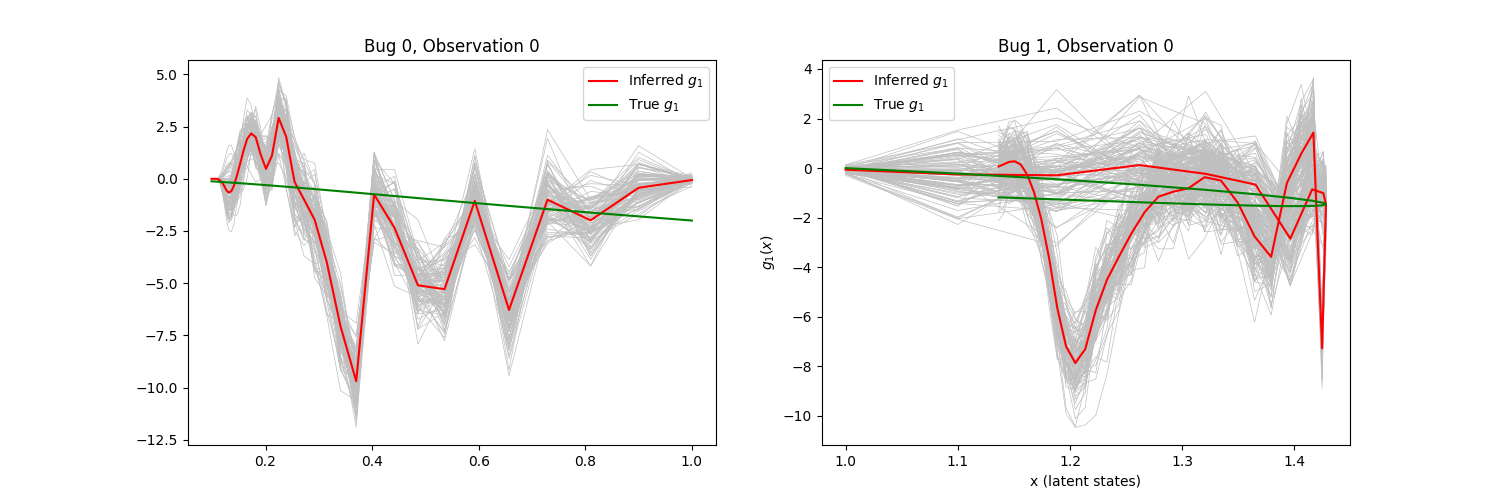 Bug 0, Observation 0
Inferred g₁
True g₁
5.0
2.5
0.0
−2.5
−5.0
−7.5
−10.0
−12.5
0.2 0.4 0.6 0.8 1.0
Bug 1, Observation 0
Inferred g₁
True g₁
4
2
0
−2
−4
−6
−8
−10
g₁(x)
1.0 1.1 1.2 1.3 1.4
x (latent states)